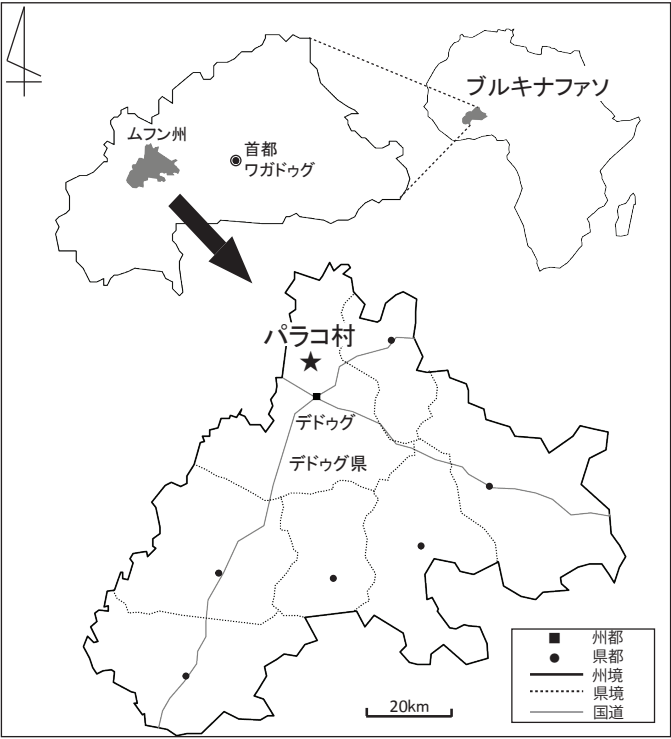 ブルキナファソ
ムフン州
首都
ワガドゥグ
パラコ村
デドゥグ
デドゥグ県
州都
県都
州境
県境
国道
20km